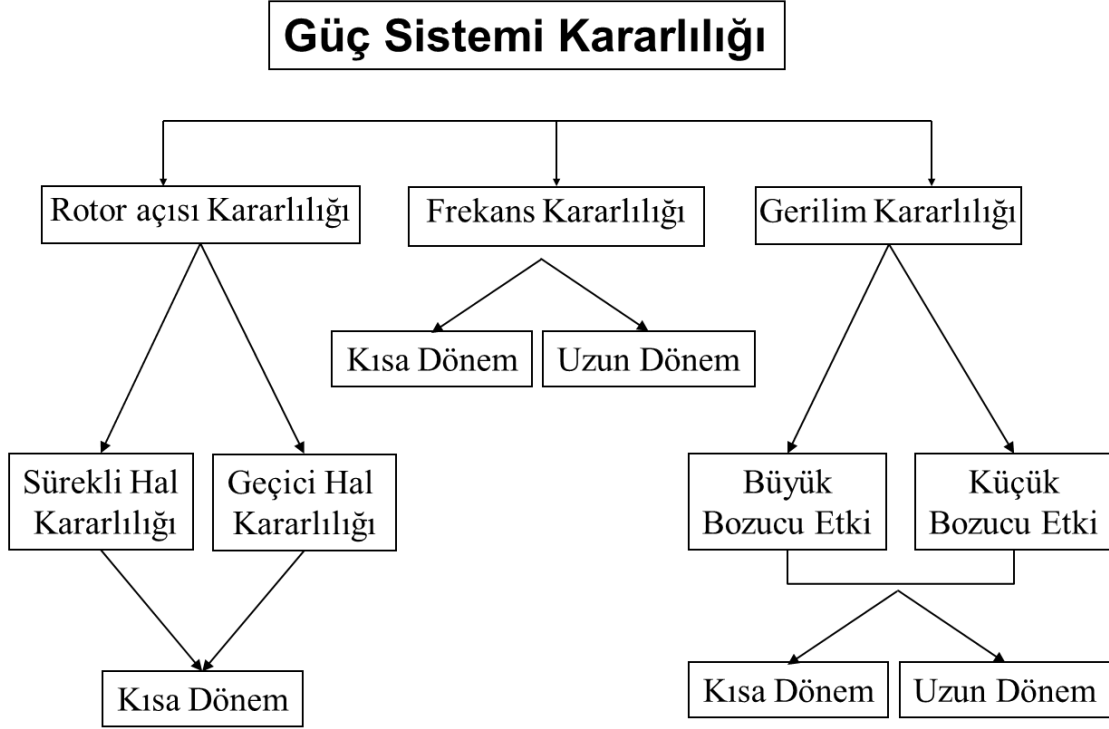 Güç Sistemi Kararlılığı
Rotor açısı Kararlılığı
Frekans Kararlılığı
Gerilim Kararlılığı
Kısa Dönem
Uzun Dönem
Sürekli Hal
Kararlılığı
Geçici Hal
Kararlılığı
Büyük
Bozucu Etki
Küçük
Bozucu Etki
Kısa Dönem
Kısa Dönem
Uzun Dönem